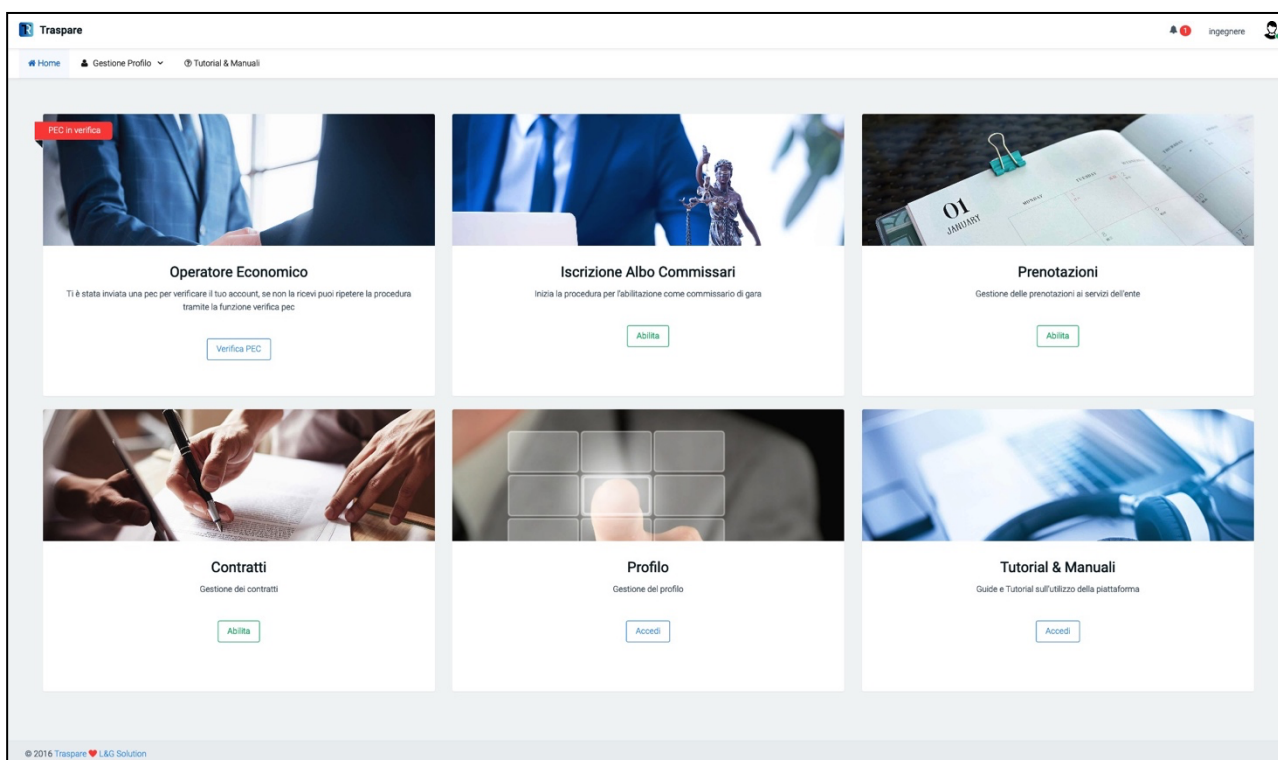 Traspare
1
ingegnere
Home
Gestione Profilo
Tutorial & Manuali
PEC in verifica
01
JANUARY
MONDAY
Operatore Economico
Ti è stata inviata una pec per verificare il tuo account, se non la ricevi puoi ripetere la procedura
tramite la funzione verifica pec
Verifica PEC
Iscrizione Albo Commissari
Inizia la procedura per l'abilitazione come commissario di gara
Abilita
Prenotazioni
Gestione delle prenotazioni ai servizi dell'ente
Abilita
Contratti
Gestione dei contratti
Abilita
Profilo
Gestione del profilo
Accedi
Tutorial & Manuali
Guide e Tutorial sull'utilizzo della piattaforma
Accedi
© 2016 Traspare ❤ L&G Solution